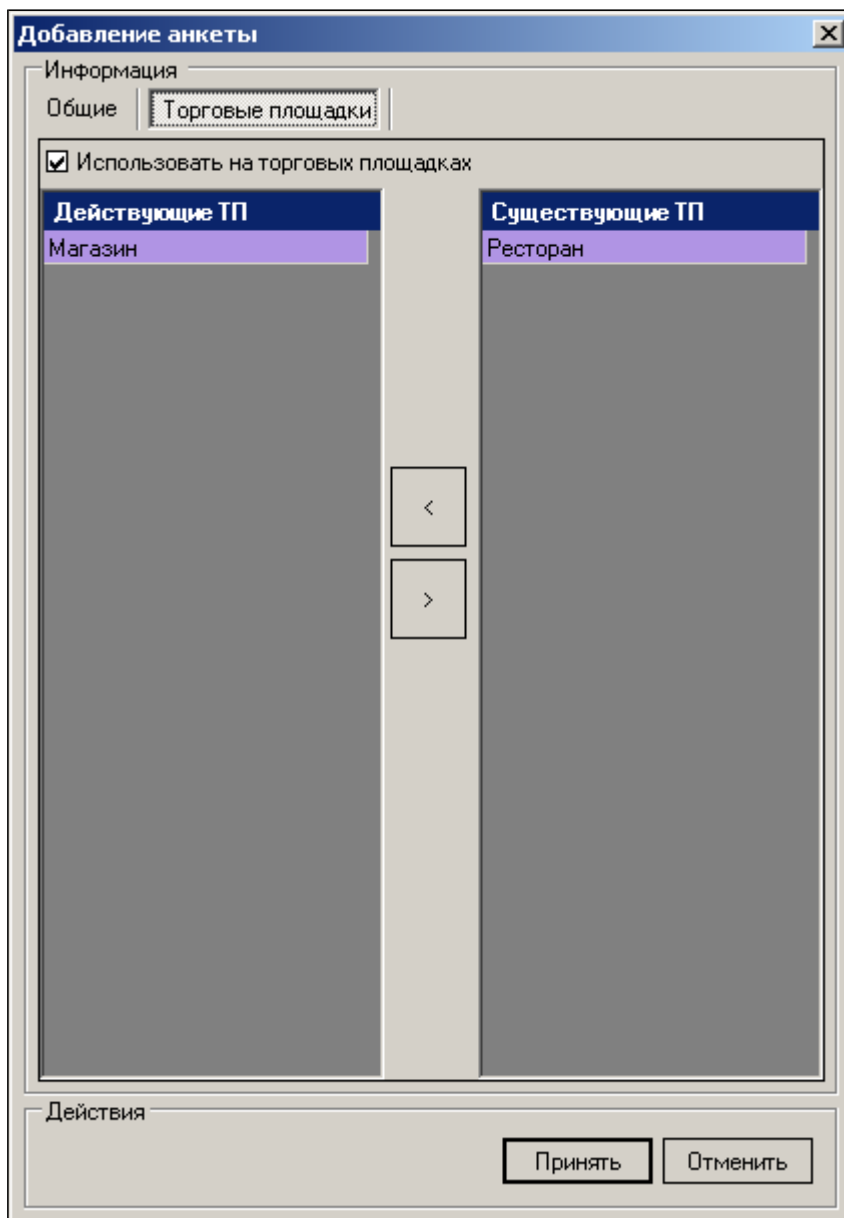 Добавление анкеты
Информация
Общие Торговые площадки
Использовать на торговых площадках
Действующие ТП Существующие ТП
Магазин Ресторан
<
>
Действия
Принять Отменить